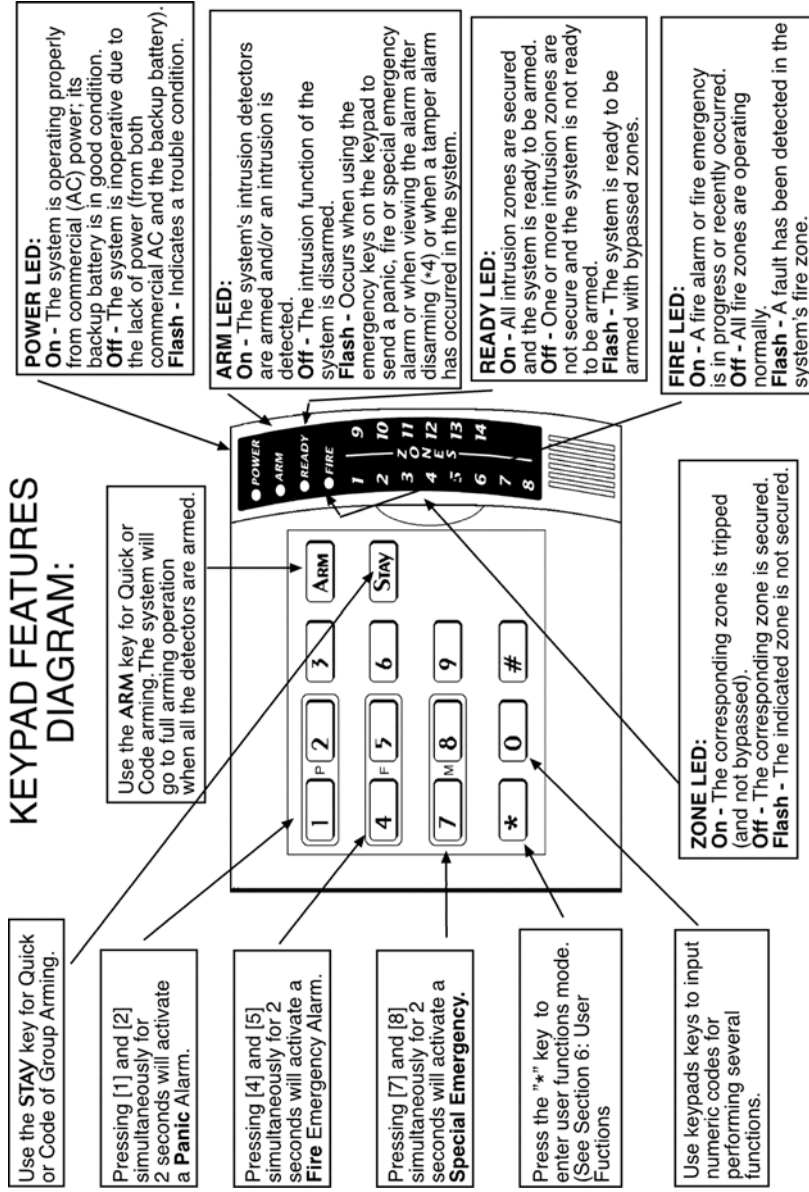 KEYPAD FEATURES
DIAGRAM:
Use the STAY key for Quick
or Code of Group Arming.
Pressing [1] and [2]
simultaneously for
2 seconds will activate
a Panic Alarm.
Pressing [4] and [5]
simultaneously for 2
seconds will activate a
Fire Emergency Alarm.
Pressing [7] and [8]
simultaneously for 2
seconds will activate a
Special Emergency.
Press the "*" key to
enter user functions mode.
(See Section 6: User
Fuctions
Use keypads keys to input
numeric codes for
performing several
functions.
Use the ARM key for Quick or
Code arming.The system will
go to full arming operation
when all the detectors are armed.
1 P 2 3 ARM
4 F 5 6 STAY
7 M 8 9
* 0 #
POWER
ARM
READY
FIRE
1 9
2 10
3 11
4 12
5 13
6 14
7
8
ZONES
ZONE LED:
On - The corresponding zone is tripped
(and not bypassed).
Off - The corresponding zone is secured.
Flash - The indicated zone is not secured.
POWER LED:
On - The system is operating properly
from commercial (AC) power; its
backup battery is in good condition.
Off - The system is inoperative due to
the lack of power (from both
commercial AC and the backup battery).
Flash - Indicates a trouble condition.
ARM LED:
On - The system's intrusion detectors
are armed and/or an intrusion is
detected.
Off - The intrusion function of the
system is disarmed.
Flash - Occurs when using the
emergency keys on the keypad to
send a panic, fire or special emergency
alarm or when viewing the alarm after
disarming (*4) or when a tamper alarm
has occurred in the system.
READY LED:
On - All intrusion zones are secured
and the system is ready to be armed.
Off - One or more intrusion zones are
not secure and the system is not ready
to be armed.
Flash - The system is ready to be
armed with bypassed zones.
FIRE LED:
On - A fire alarm or fire emergency
is in progress or recently occurred.
Off - All fire zones are operating
normally.
Flash - A fault has been detected in the
system's fire zone.